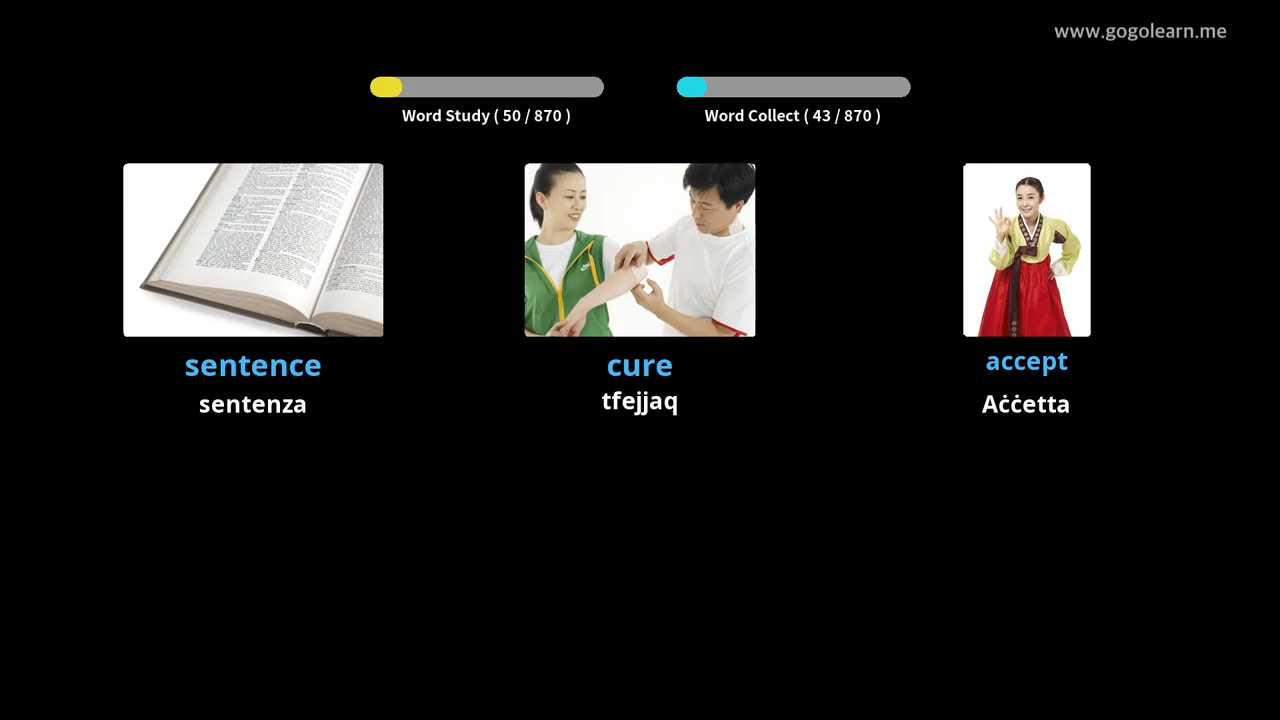 www.gogolearn.me
Word Study ( 50 / 870 )
Word Collect ( 43 / 870 )
sentence
sentenza
cure
tfejjaq
accept
Aċċetta